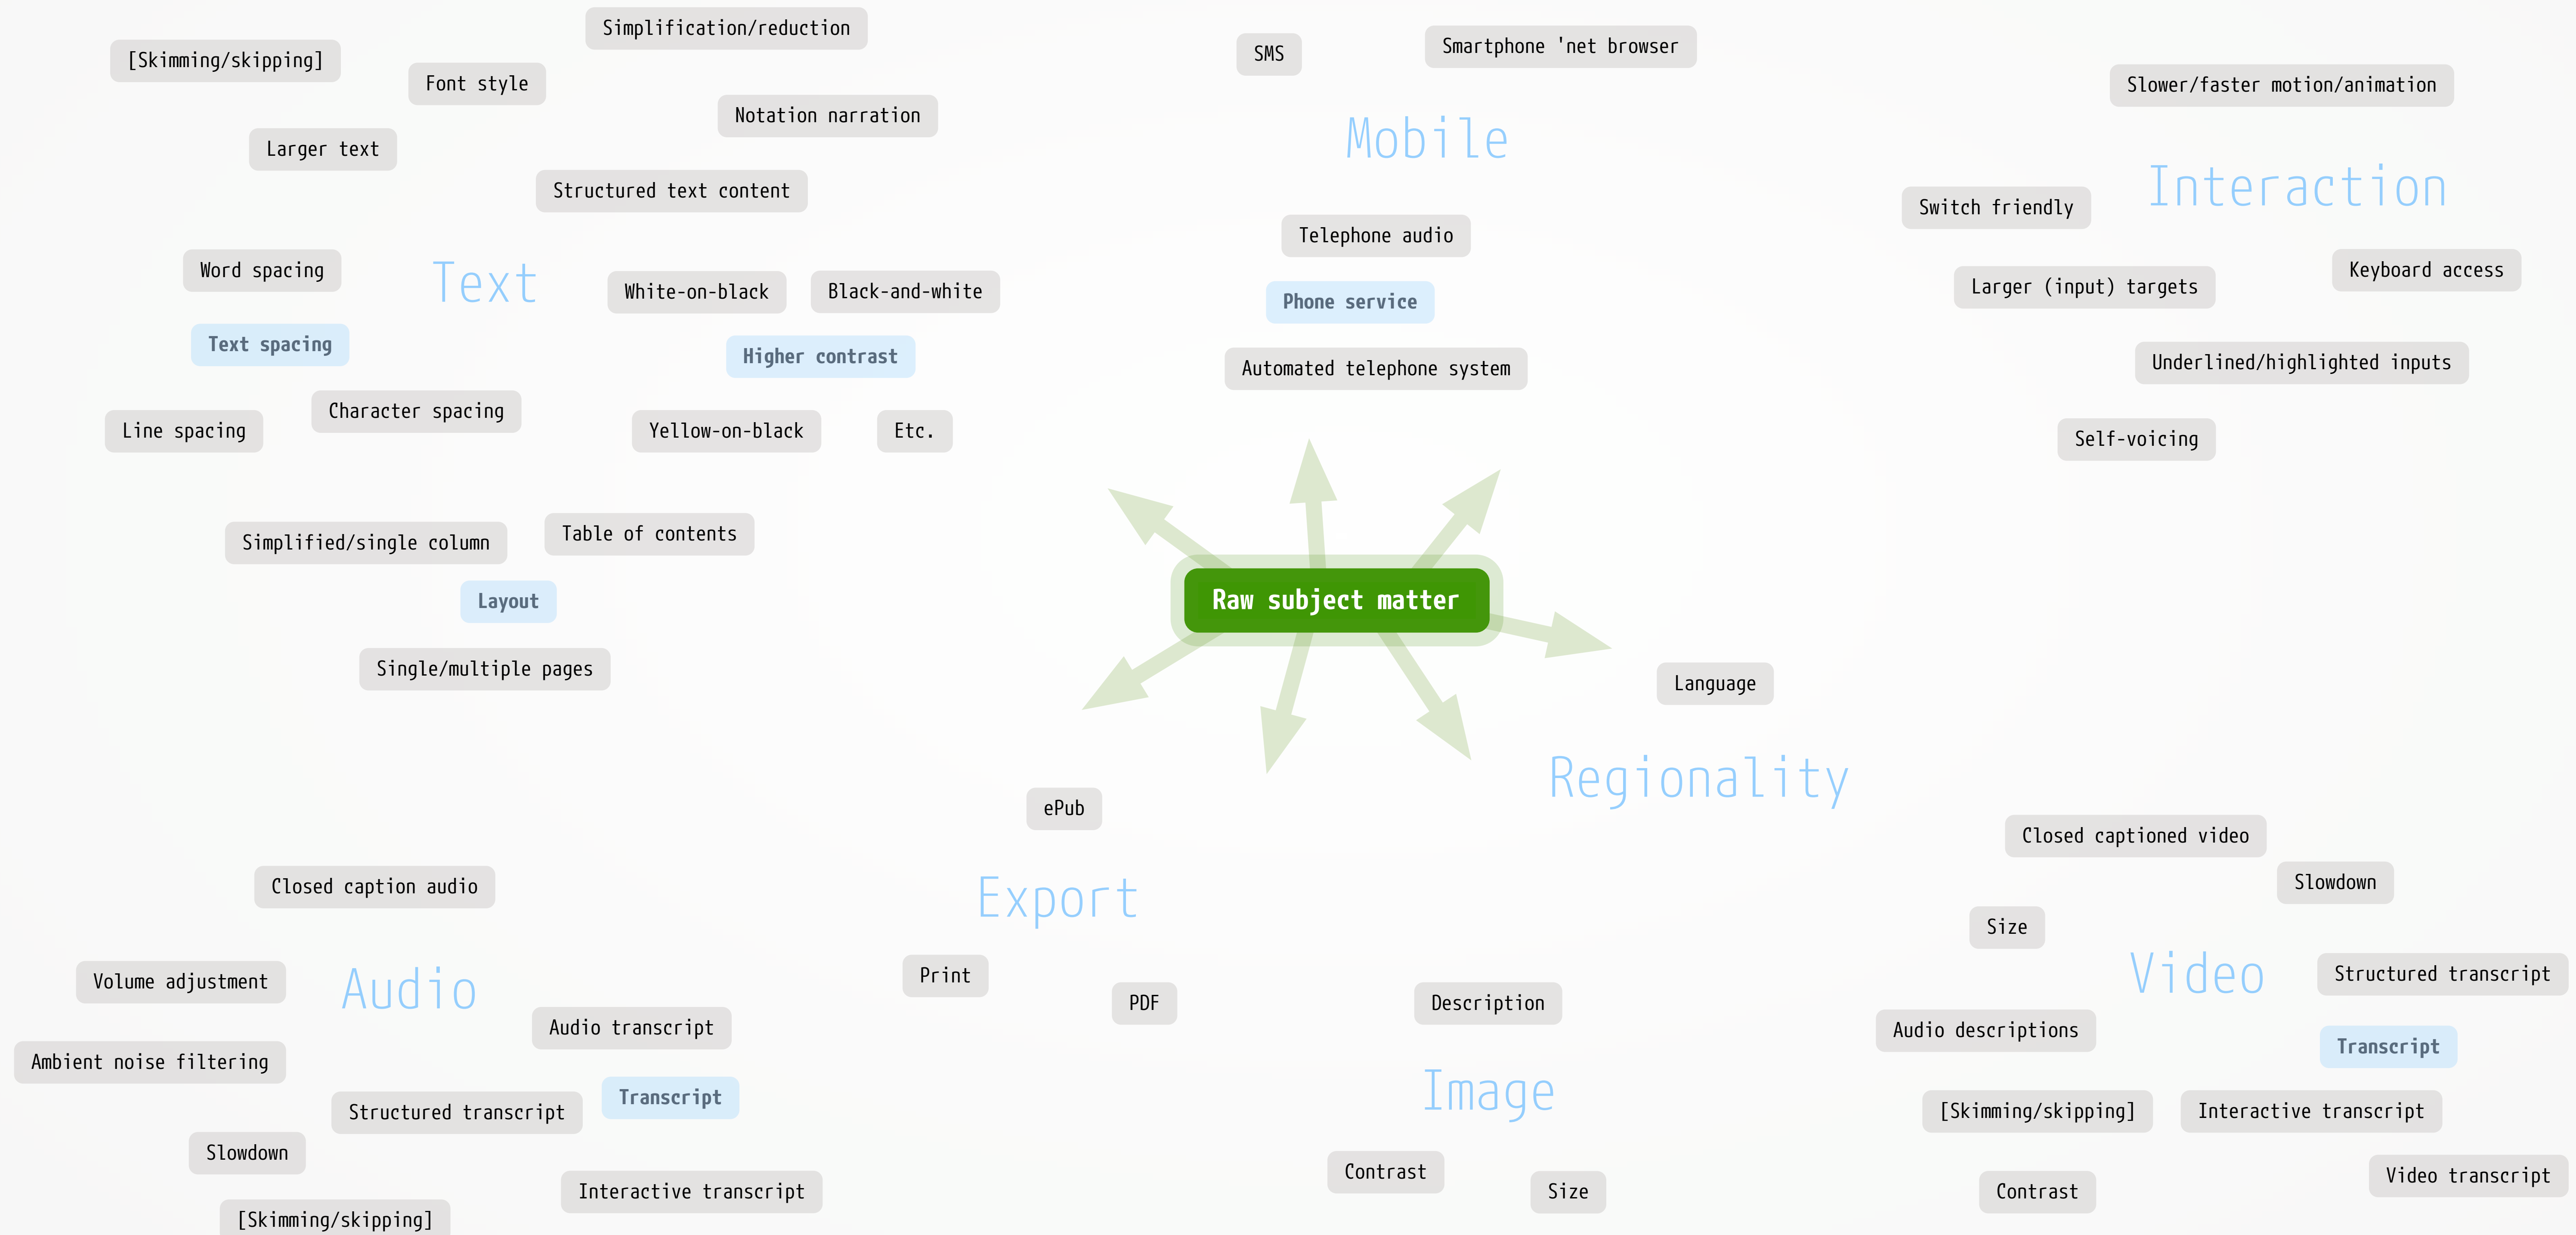 Simplification/reduction
[Skimming/skipping]
Font style
Notation narration
Larger text
Structured text content
Word spacing
Text
White-on-black
Black-and-white
Text spacing
Higher contrast
Character spacing
Line spacing
Yellow-on-black
Etc.
Simplified/single column
Table of contents
Layout
Single/multiple pages
SMS
Smartphone 'net browser
Mobile
Telephone audio
Phone service
Automated telephone system
Slower/faster motion/animation
Interaction
Switch friendly
Keyboard access
Larger (input) targets
Underlined/highlighted inputs
Self-voicing
Raw subject matter
Language
Regionality
ePub
Export
Print
PDF
Closed caption audio
Volume adjustment
Audio
Audio transcript
Ambient noise filtering
Transcript
Structured transcript
Slowdown
Interactive transcript
[Skimming/skipping]
Description
Image
Contrast
Size
Closed captioned video
Slowdown
Size
Video
Structured transcript
Audio descriptions
Transcript
[Skimming/skipping]
Interactive transcript
Video transcript
Contrast